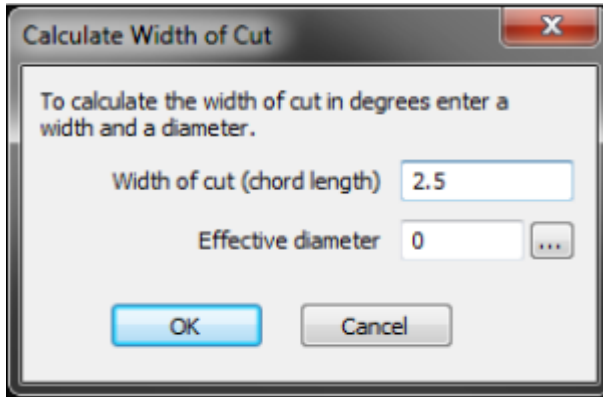 Calculate Width of Cut
To calculate the width of cut in degrees enter a
width and a diameter.
Width of cut (chord length) 2.5
Effective diameter 0 ...
OK Cancel